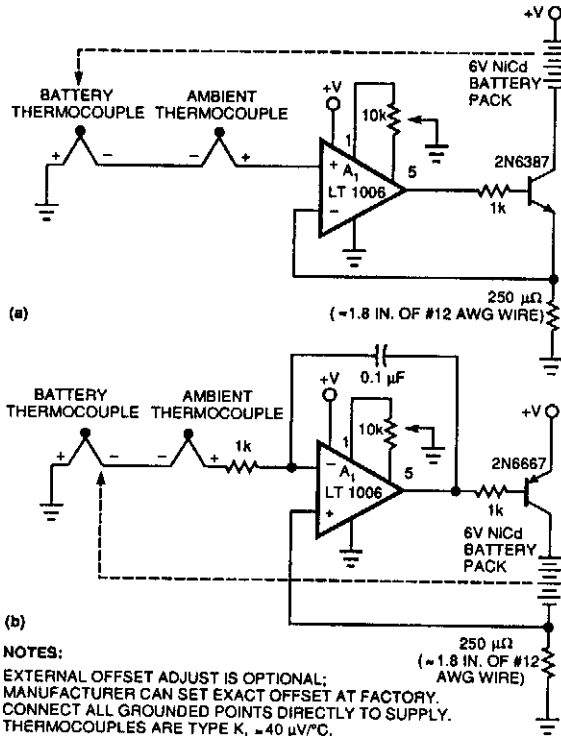 +V
6V NiCd
BATTERY
PACK
BATTERY
THERMOCOUPLE
AMBIENT
THERMOCOUPLE
+V
10k
1
+ − − +
+
A1
5
LT 1006
−
2N6387
1k
250 μΩ
(≈1.8 IN. OF #12 AWG WIRE)
(a)
0.1 μF
BATTERY
THERMOCOUPLE
AMBIENT
THERMOCOUPLE
+V
+V
10k
1k
1
+ − − +
−
A1
5
LT 1006
+
2N6667
1k
6V NiCd
BATTERY
PACK
(b)
250 μΩ
(≈1.8 IN. OF #12
AWG WIRE)
NOTES:
EXTERNAL OFFSET ADJUST IS OPTIONAL;
MANUFACTURER CAN SET EXACT OFFSET AT FACTORY.
CONNECT ALL GROUNDED POINTS DIRECTLY TO SUPPLY.
THERMOCOUPLES ARE TYPE K, ≈40 μV/°C.